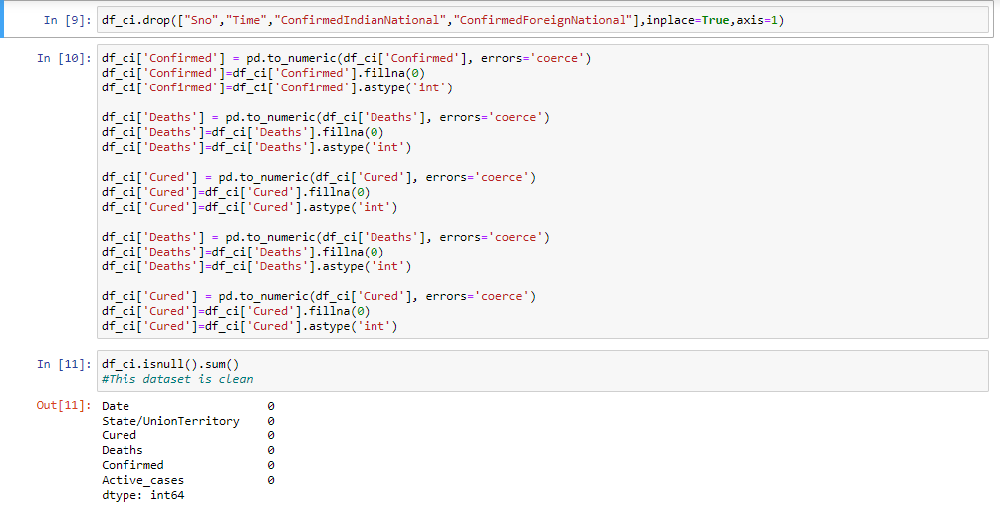 In [9]: df_ci.drop(["Sno","Time","ConfirmedIndianNational","ConfirmedForeignNational"],inplace=True,axis=1)
In [10]: df_ci['Confirmed'] = pd.to_numeric(df_ci['Confirmed'], errors='coerce')
df_ci['Confirmed']=df_ci['Confirmed'].fillna(0)
df_ci['Confirmed']=df_ci['Confirmed'].astype('int')
df_ci['Deaths'] = pd.to_numeric(df_ci['Deaths'], errors='coerce')
df_ci['Deaths']=df_ci['Deaths'].fillna(0)
df_ci['Deaths']=df_ci['Deaths'].astype('int')
df_ci['Cured'] = pd.to_numeric(df_ci['Cured'], errors='coerce')
df_ci['Cured']=df_ci['Cured'].fillna(0)
df_ci['Cured']=df_ci['Cured'].astype('int')
df_ci['Deaths'] = pd.to_numeric(df_ci['Deaths'], errors='coerce')
df_ci['Deaths']=df_ci['Deaths'].fillna(0)
df_ci['Deaths']=df_ci['Deaths'].astype('int')
df_ci['Cured'] = pd.to_numeric(df_ci['Cured'], errors='coerce')
df_ci['Cured']=df_ci['Cured'].fillna(0)
df_ci['Cured']=df_ci['Cured'].astype('int')
In [11]: df_ci.isnull().sum()
#This dataset is clean
Out[11]: Date 0
State/UnionTerritory 0
Cured 0
Deaths 0
Confirmed 0
Active_cases 0
dtype: int64